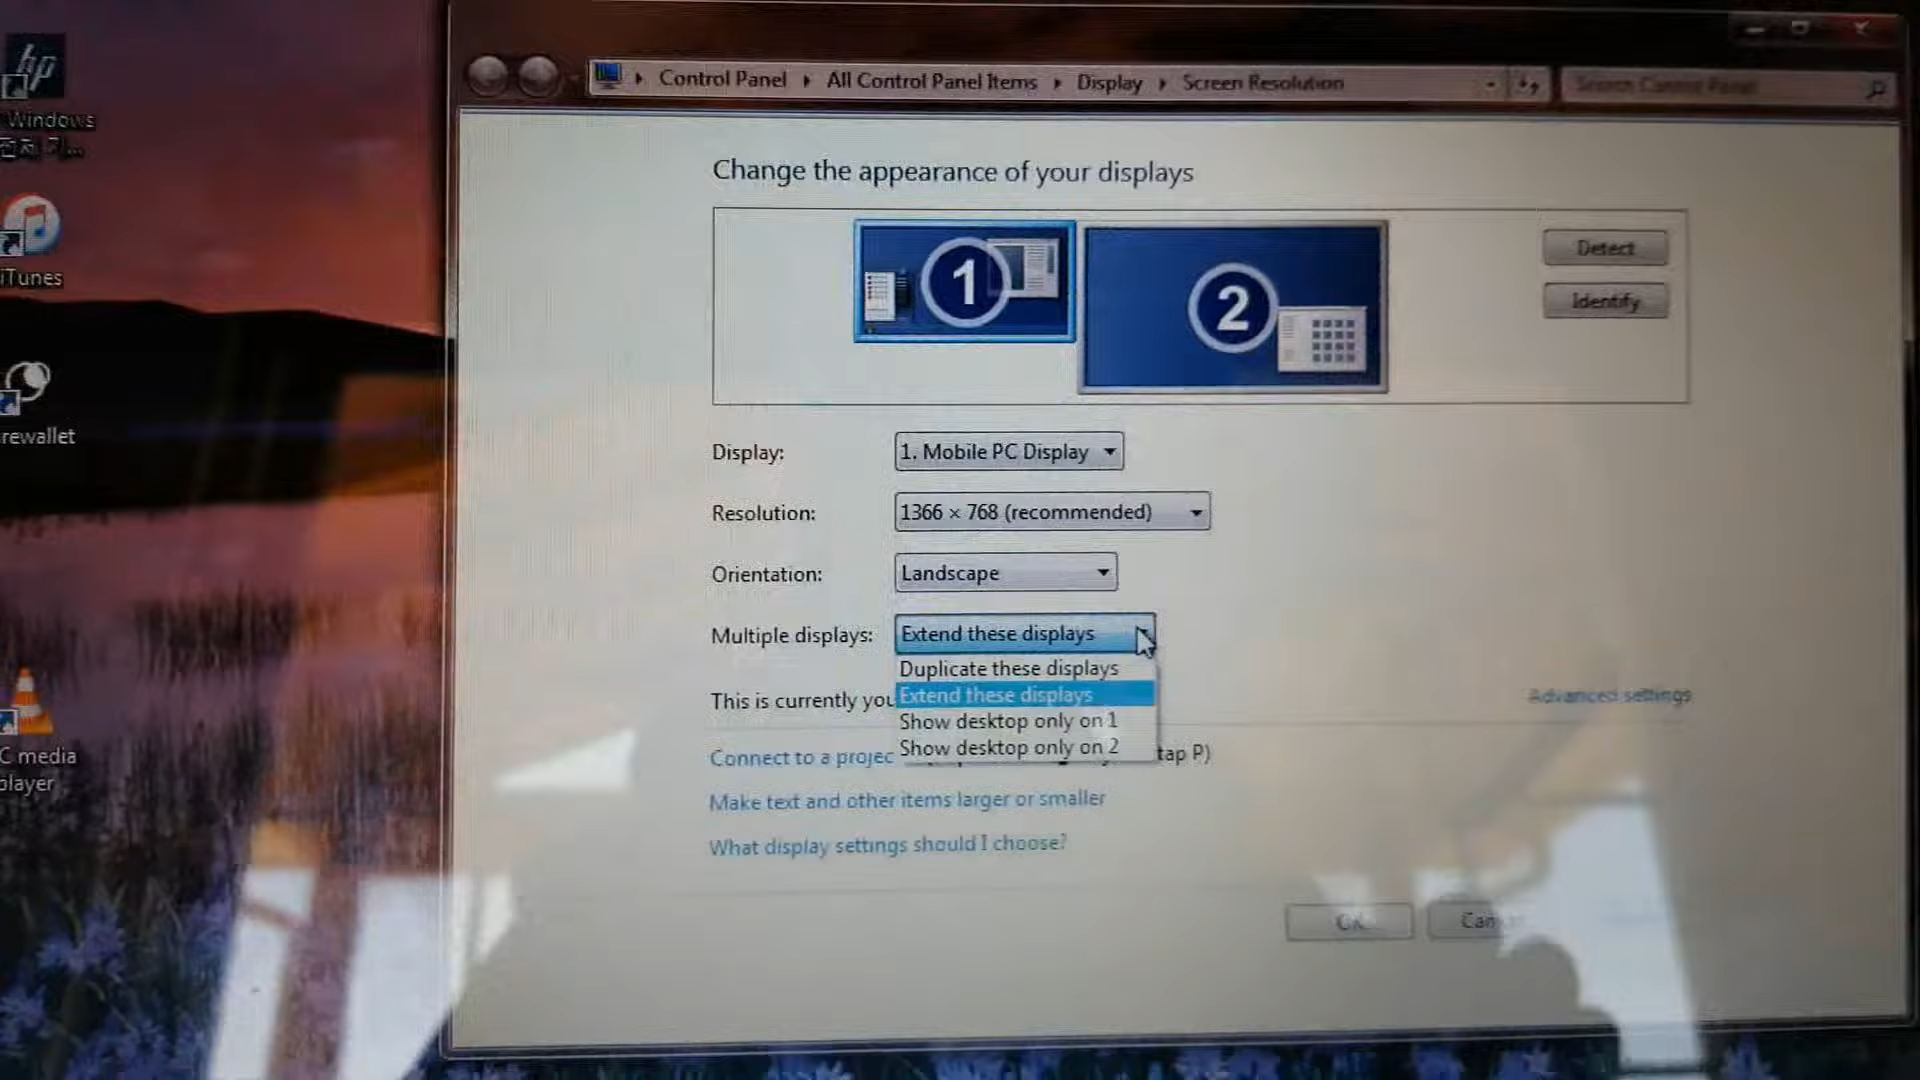 hp
Windows
iTunes
rewallet
C media
player
Control Panel All Control Panel Items Display Screen Resolution
Search Control Panel
Change the appearance of your displays
1
2
Detect
Identify
Display: 1. Mobile PC Display
Resolution: 1366 × 768 (recommended)
Orientation: Landscape
Multiple displays: Extend these displays
Duplicate these displays
Extend these displays
Show desktop only on 1
Show desktop only on 2
This is currently you
Advanced settings
Connect to a projec
tap P)
Make text and other items larger or smaller
What display settings should I choose?
OK
Can